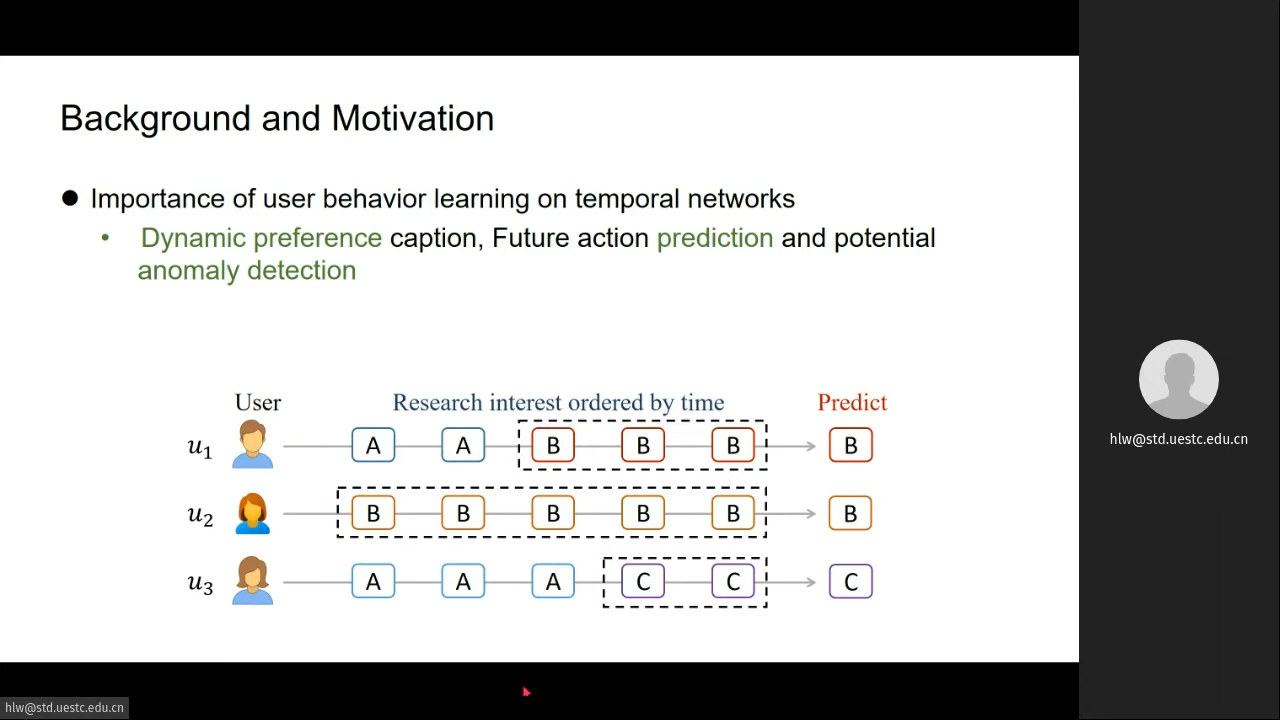 Background and Motivation
● Importance of user behavior learning on temporal networks
• Dynamic preference caption, Future action prediction and potential
anomaly detection
User Research interest ordered by time Predict
u1 A A B B B B
u2 B B B B B B
u3 A A A C C C
hlw@std.uestc.edu.cn
hlw@std.uestc.edu.cn